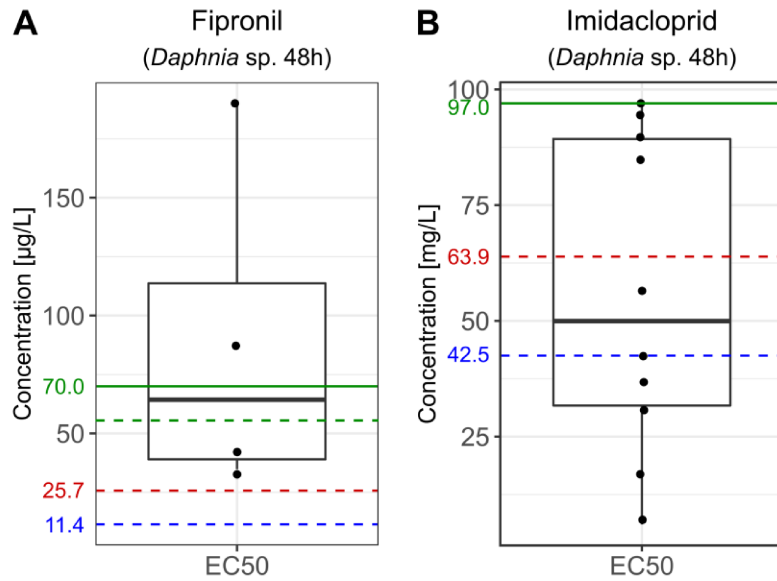 A
Fipronil
(Daphnia sp. 48h)
Concentration [µg/L]
150
100
70.0
50
25.7
11.4
EC50
B
Imidacloprid
(Daphnia sp. 48h)
Concentration [mg/L]
100
97.0
75
63.9
50
42.5
25
EC50